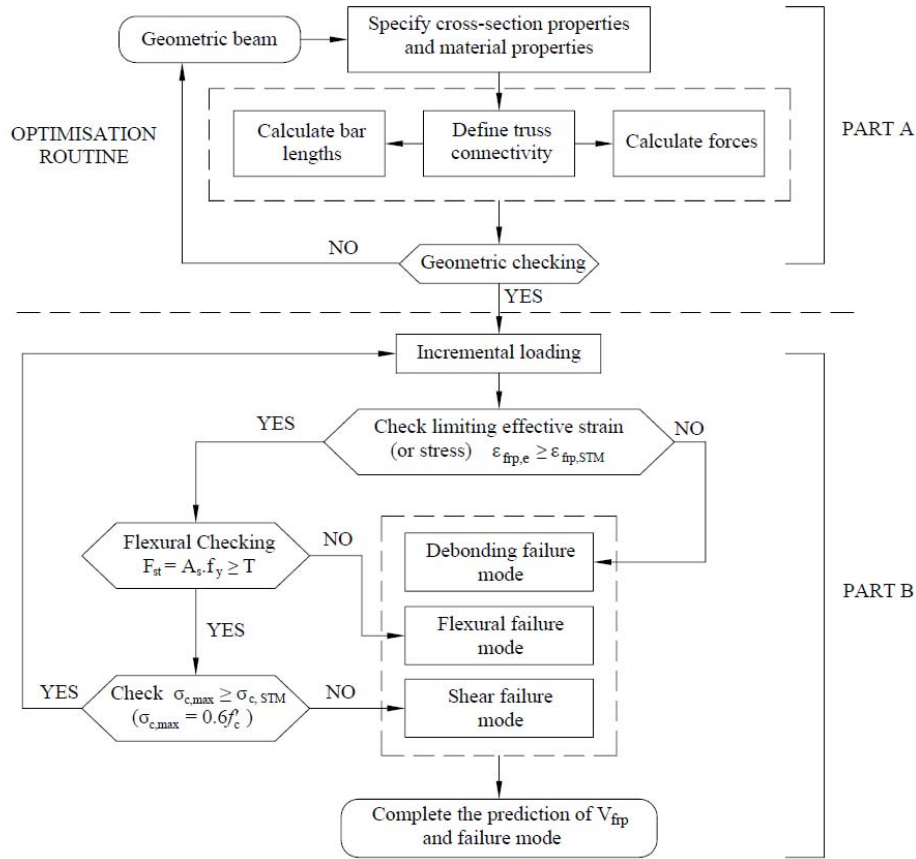 Geometric beam
Specify cross-section properties
and material properties
OPTIMISATION
ROUTINE
Calculate bar
lengths
Define truss
connectivity
Calculate forces
PART A
NO
Geometric checking
YES
Incremental loading
YES
Check limiting effective strain
(or stress) ε_frp,e ≥ ε_frp,STM
NO
Flexural Checking
F_st = A_s.f_y ≥ T
NO
Debonding failure
mode
PART B
YES
Flexural failure
mode
YES
Check σ_c,max ≥ σ_c, STM
(σ_c,max = 0.6f'_c )
NO
Shear failure
mode
Complete the prediction of V_frp
and failure mode